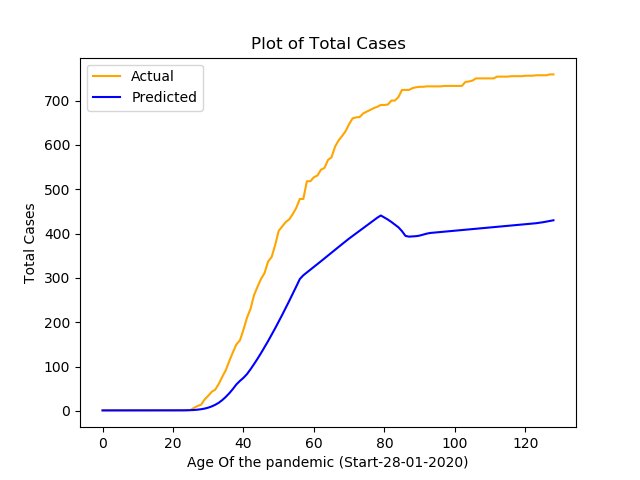 Plot of Total Cases
Actual
Predicted
700
600
500
400
300
200
100
0
Total Cases
0 20 40 60 80 100 120
Age Of the pandemic (Start-28-01-2020)